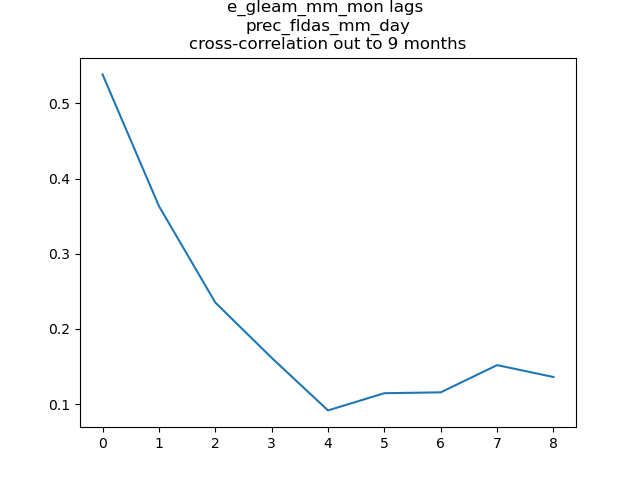 e_gleam_mm_mon lags
prec_fldas_mm_day
cross-correlation out to 9 months
0.5
0.4
0.3
0.2
0.1
0 1 2 3 4 5 6 7 8